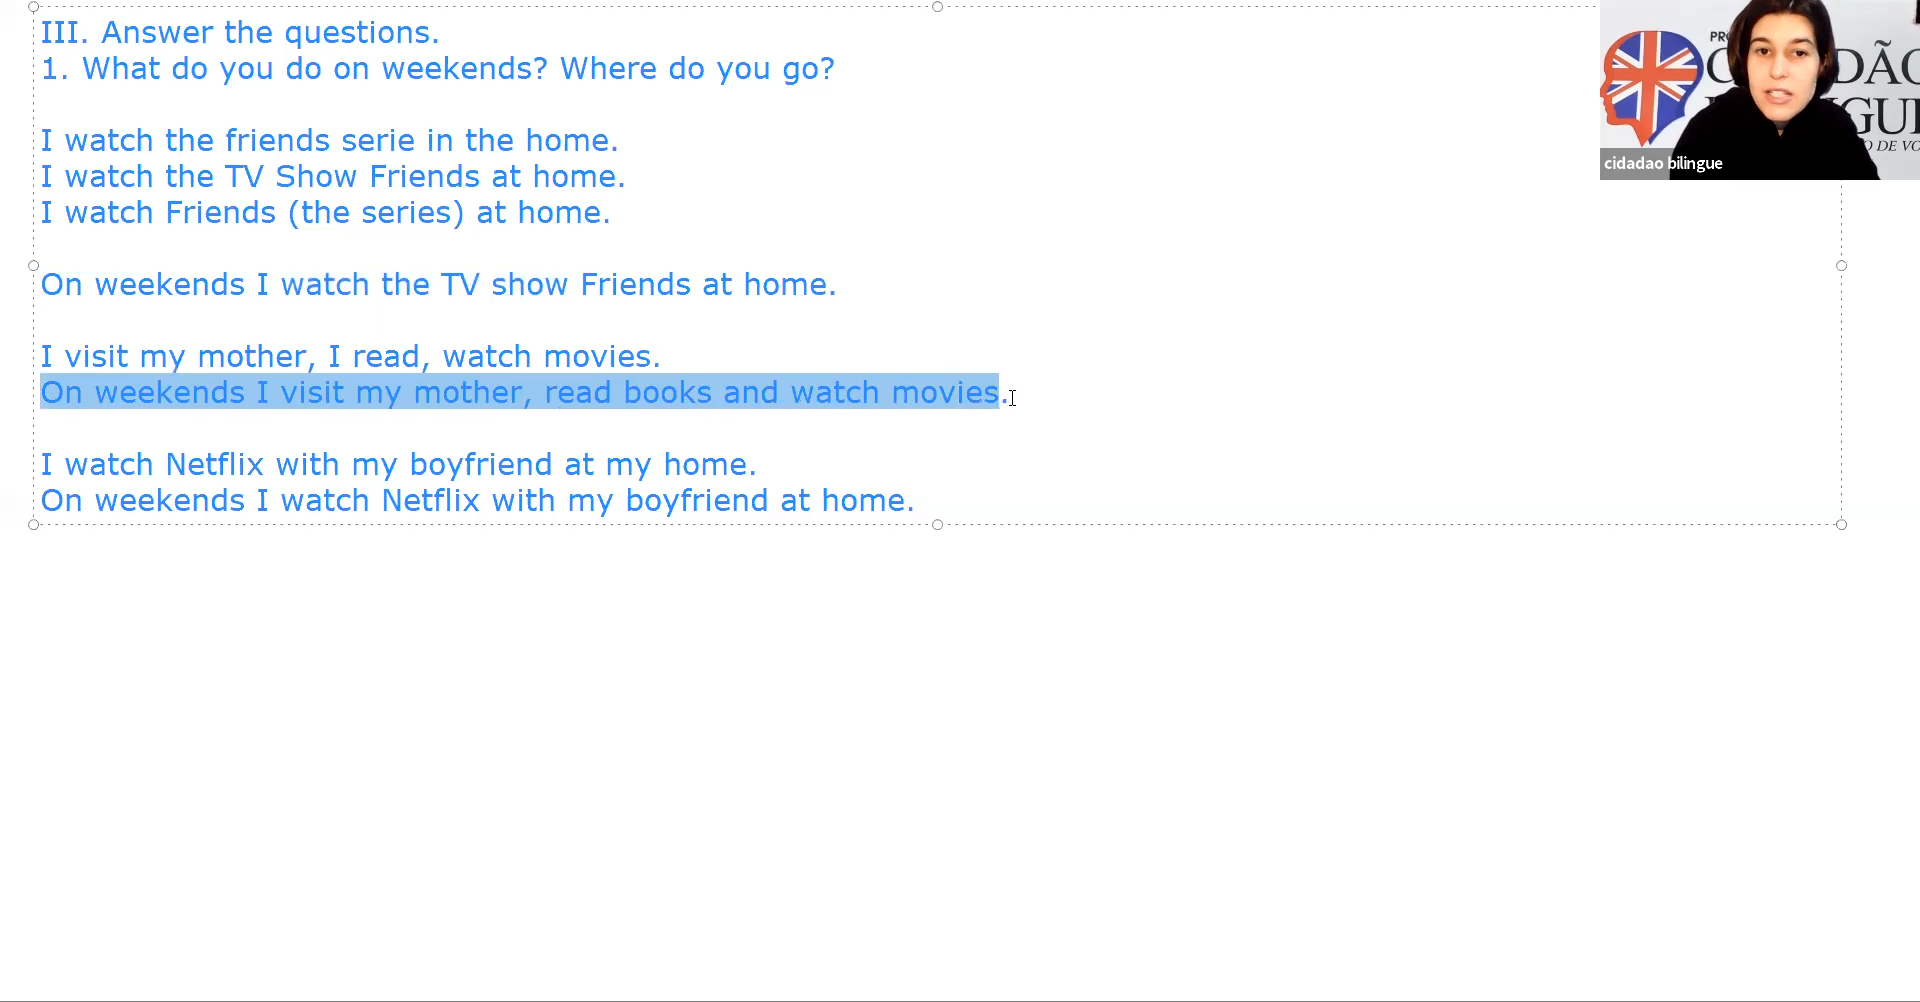 III. Answer the questions.
1. What do you do on weekends? Where do you go?
I watch the friends serie in the home.
I watch the TV Show Friends at home.
I watch Friends (the series) at home.
On weekends I watch the TV show Friends at home.
I visit my mother, I read, watch movies.
On weekends I visit my mother, read books and watch movies.
I watch Netflix with my boyfriend at my home.
On weekends I watch Netflix with my boyfriend at home.
cidadao bilingue